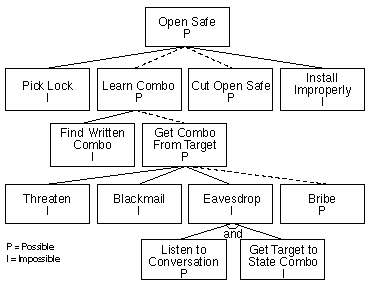 Open Safe
P
Pick Lock
I
Learn Combo
P
Cut Open Safe
P
Install
Improperly
I
Find Written
Combo
I
Get Combo
From Target
P
Threaten
I
Blackmail
I
Eavesdrop
I
Bribe
P
and
Listen to
Conversation
P
Get Target to
State Combo
I
P = Possible
I = Impossible